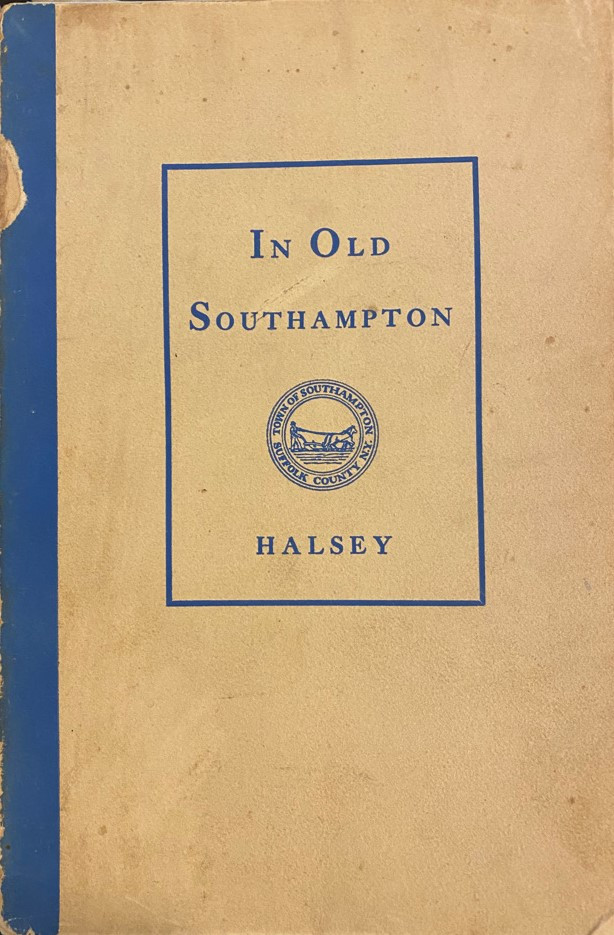 In Old
Southampton
TOWN OF SOUTHAMPTON
SUFFOLK COUNTY N.Y.
HALSEY